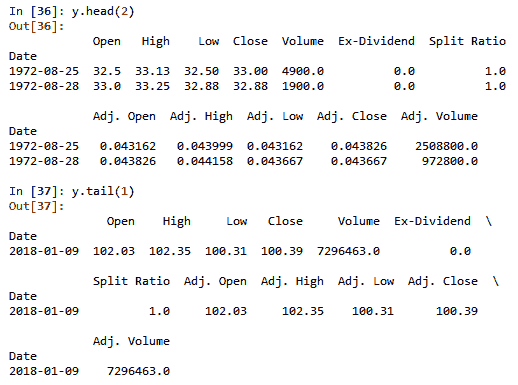 In [36]: y.head(2)
Out[36]:
            Open   High    Low  Close  Volume  Ex-Dividend  Split Ratio
Date
1972-08-25  32.5  33.13  32.50  33.00  4900.0          0.0          1.0
1972-08-28  33.0  33.25  32.88  32.88  1900.0          0.0          1.0
            Adj. Open  Adj. High  Adj. Low  Adj. Close  Adj. Volume
Date
1972-08-25   0.043162   0.043999  0.043162    0.043826    2508800.0
1972-08-28   0.043826   0.044158  0.043667    0.043667     972800.0
In [37]: y.tail(1)
Out[37]:
              Open    High     Low   Close     Volume  Ex-Dividend  \
Date
2018-01-09  102.03  102.35  100.31  100.39  7296463.0          0.0
            Split Ratio  Adj. Open  Adj. High  Adj. Low  Adj. Close  \
Date
2018-01-09          1.0     102.03     102.35    100.31      100.39
            Adj. Volume
Date
2018-01-09    7296463.0